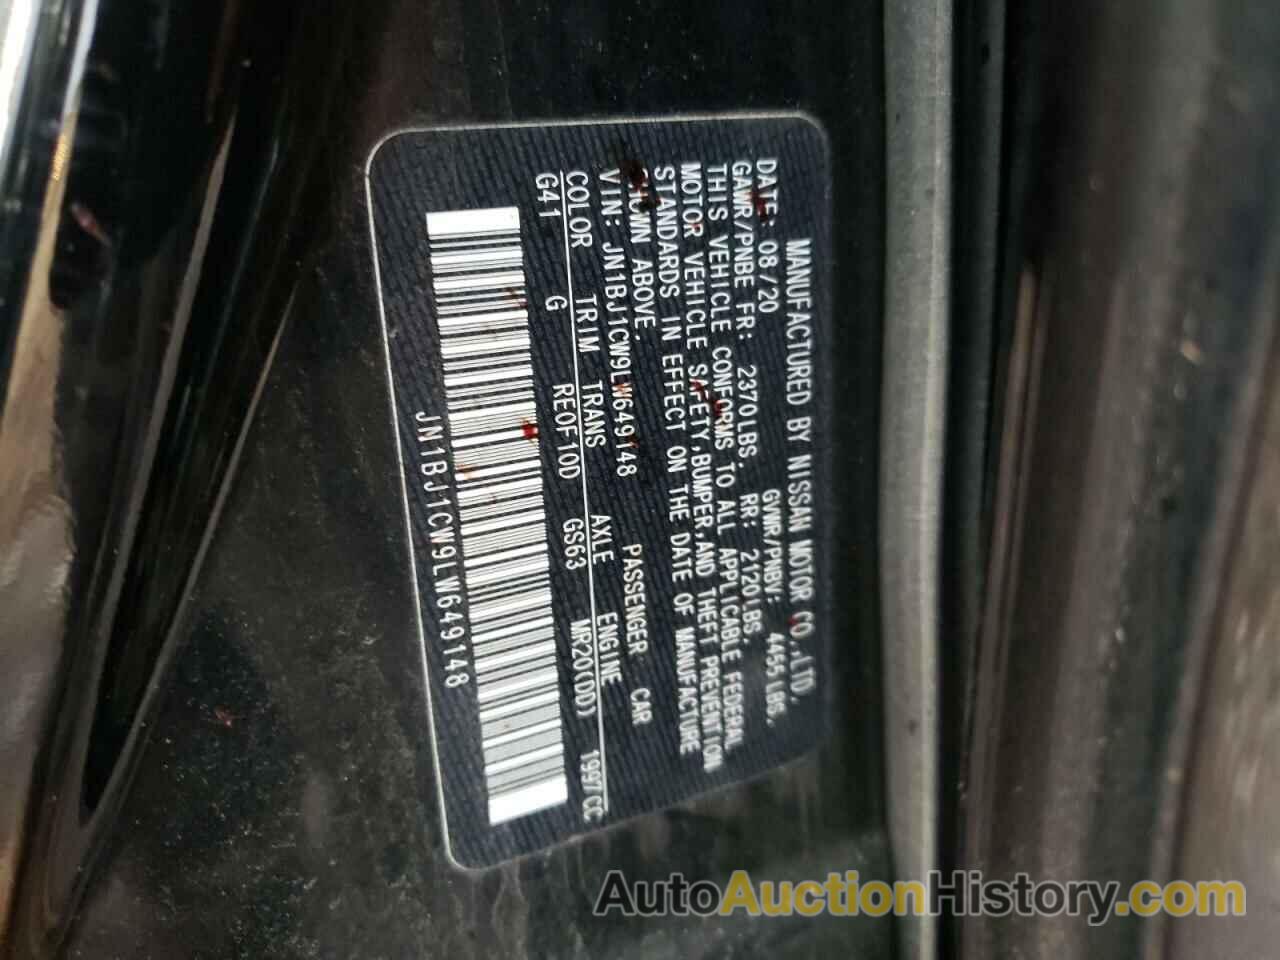 MANUFACTURED BY NISSAN MOTOR CO.,LTD.
DATE: 08/20 GVWR/PNBV: 4455LBS.
GAWR/PNBE FR: 2370LBS. RR: 2120LBS.
THIS VEHICLE CONFORMS TO ALL APPLICABLE FEDERAL
MOTOR VEHICLE SAFETY,BUMPER,AND THEFT PREVENTION
STANDARDS IN EFFECT ON THE DATE OF MANUFACTURE
SHOWN ABOVE.
VIN: JN1BJ1CW9LW649148 PASSENGER CAR
COLOR TRIM TRANS AXLE ENGINE
G41 G RE0F10D GS63 MR20(DD) 1997CC
JN1BJ1CW9LW649148
AutoAuctionHistory.com